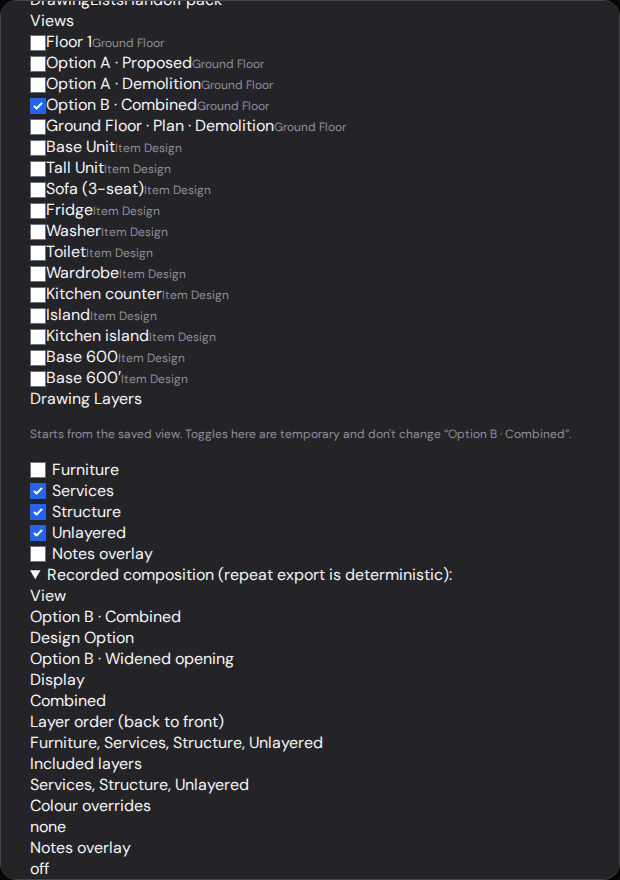 DrawingListsHandoff pack
Views
Floor 1Ground Floor
Option A · ProposedGround Floor
Option A · DemolitionGround Floor
Option B · CombinedGround Floor
Ground Floor · Plan · DemolitionGround Floor
Base UnitItem Design
Tall UnitItem Design
Sofa (3-seat)Item Design
FridgeItem Design
WasherItem Design
ToiletItem Design
WardrobeItem Design
Kitchen counterItem Design
IslandItem Design
Kitchen islandItem Design
Base 600Item Design
Base 600′Item Design
Drawing Layers
Starts from the saved view. Toggles here are temporary and don't change “Option B · Combined”.
Furniture
Services
Structure
Unlayered
Notes overlay
Recorded composition (repeat export is deterministic):
View
Option B · Combined
Design Option
Option B · Widened opening
Display
Combined
Layer order (back to front)
Furniture, Services, Structure, Unlayered
Included layers
Services, Structure, Unlayered
Colour overrides
none
Notes overlay
off